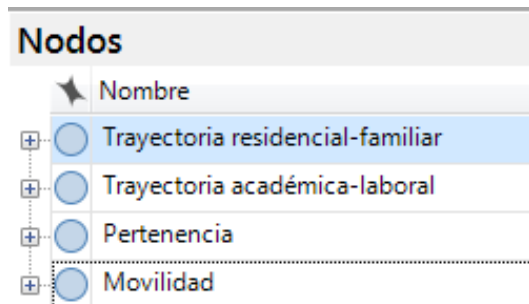 Nodos
Nombre
Trayectoria residencial-familiar
Trayectoria académica-laboral
Pertenencia
Movilidad